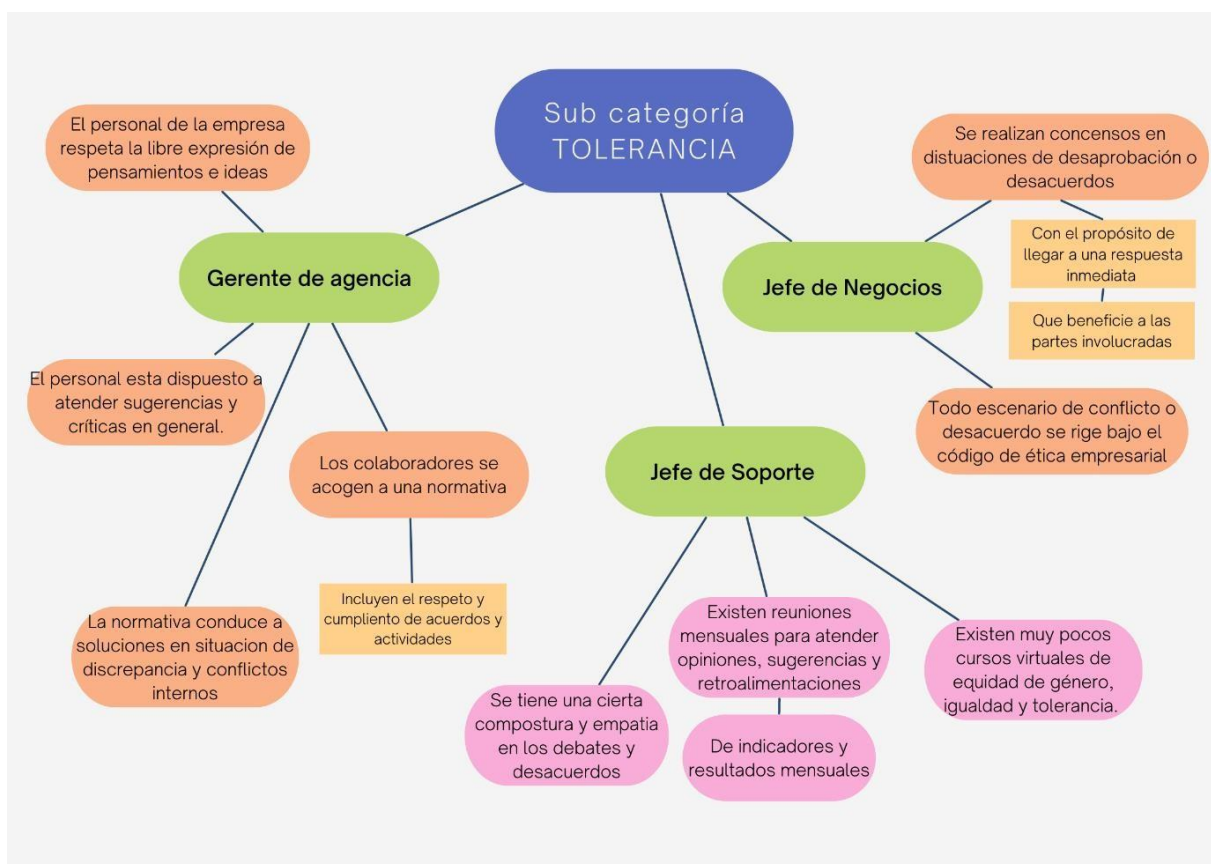 Sub categoría
TOLERANCIA
El personal de la empresa
respeta la libre expresión de
pensamientos e ideas
Gerente de agencia
El personal esta dispuesto a
atender sugerencias y
críticas en general.
Los colaboradores se
acogen a una normativa
Incluyen el respeto y
cumpliento de acuerdos y
actividades
La normativa conduce a
soluciones en situacion de
discrepancia y conflictos
internos
Jefe de Soporte
Se tiene una cierta
compostura y empatia
en los debates y
desacuerdos
Existen reuniones
mensuales para atender
opiniones, sugerencias y
retroalimentaciones
De indicadores y
resultados mensuales
Existen muy pocos
cursos virtuales de
equidad de género,
igualdad y tolerancia.
Jefe de Negocios
Se realizan concensos en
distuaciones de desaprobación o
desacuerdos
Con el propósito de
llegar a una respuesta
inmediata
Que beneficie a las
partes involucradas
Todo escenario de conflicto o
desacuerdo se rige bajo el
código de ética empresarial